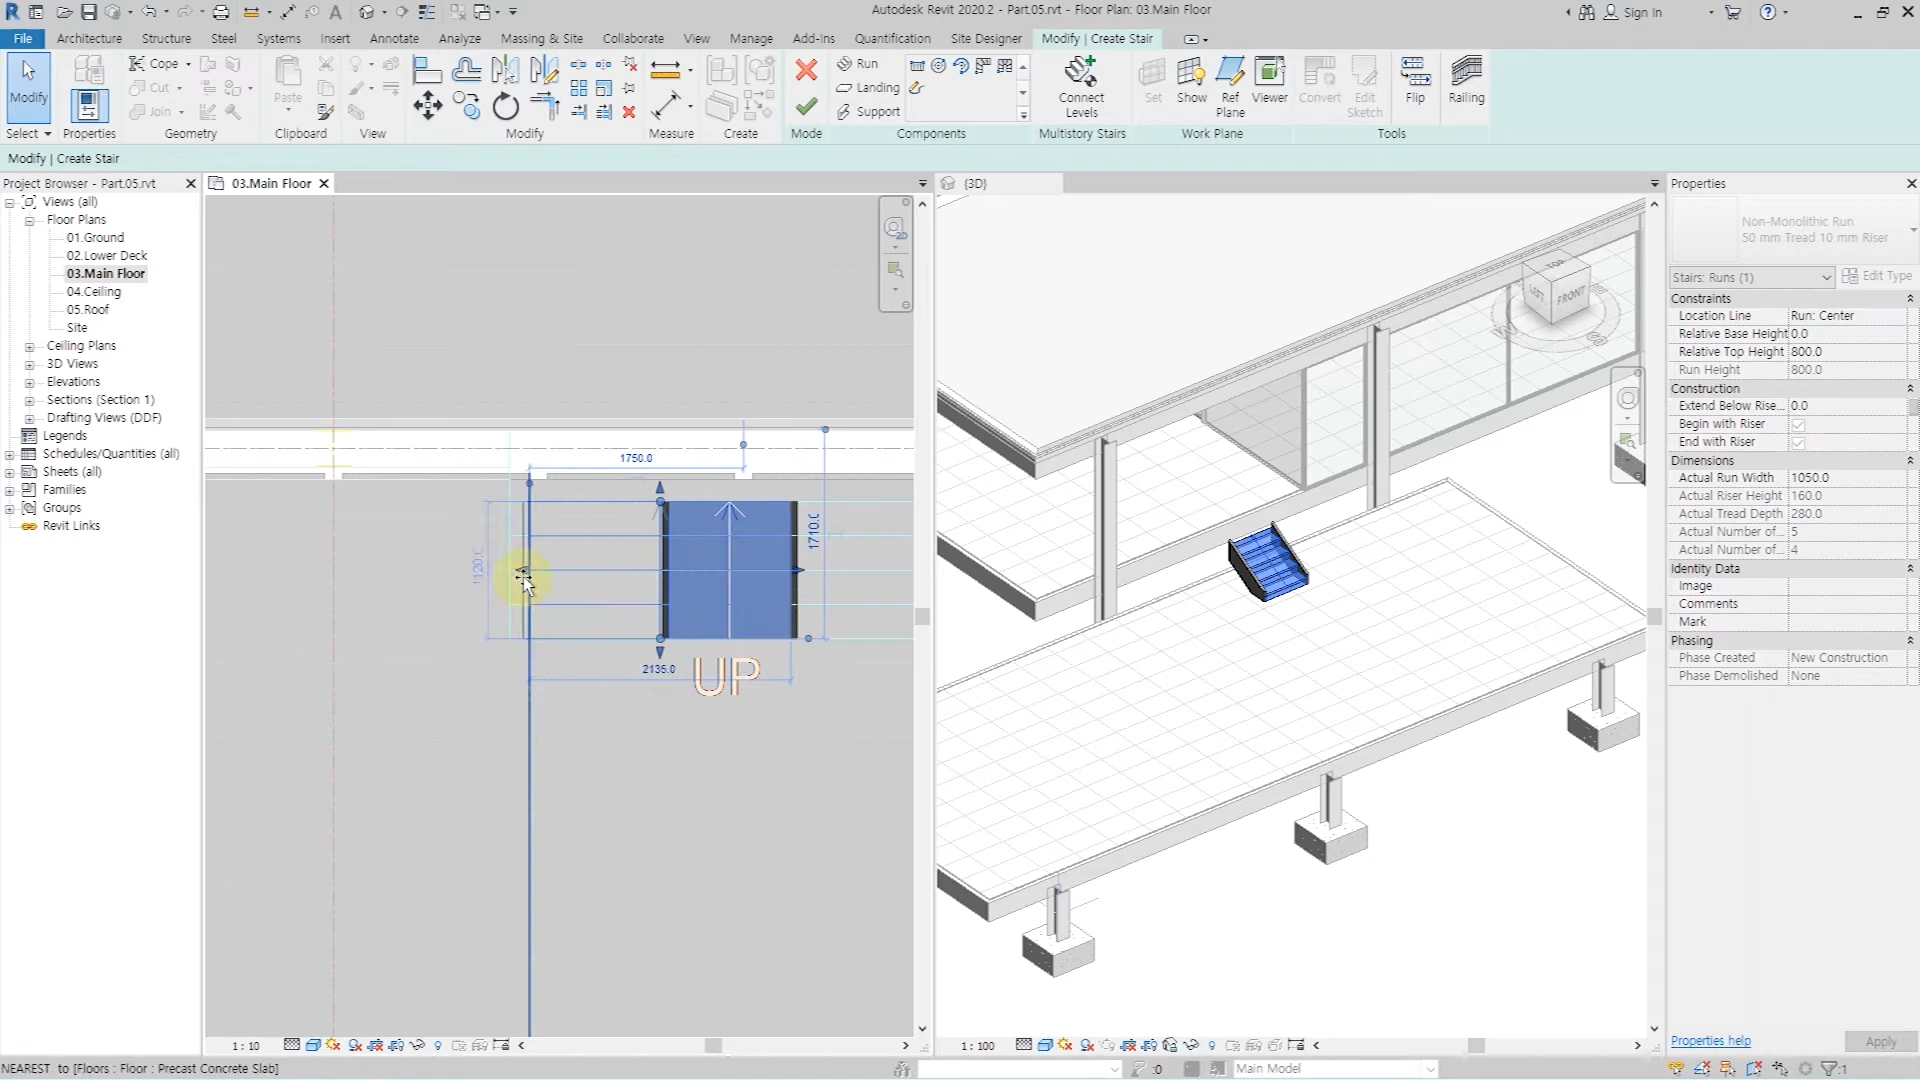 Autodesk Revit 2020.2 - Part.05.rvt - Floor Plan: 03.Main Floor
Sign In
File Architecture Structure Steel Systems Insert Annotate Analyze Massing & Site Collaborate View Manage Add-Ins Quantification Site Designer Modify | Create Stair
Modify
Cope
Cut
Join
Paste
Run
Landing
Support
Connect Levels
Set
Show
Ref Plane
Viewer
Convert
Edit Sketch
Flip
Railing
Select Properties Geometry Clipboard View Modify Measure Create Mode Components Multistory Stairs Work Plane Tools
Modify | Create Stair
Project Browser - Part.05.rvt
Views (all)
Floor Plans
01.Ground
02.Lower Deck
03.Main Floor
04.Ceiling
05.Roof
Site
Ceiling Plans
3D Views
Elevations
Sections (Section 1)
Drafting Views (DDF)
Legends
Schedules/Quantities (all)
Sheets (all)
Families
Groups
Revit Links
03.Main Floor
2D
1750.0
1710.0
1120.0
2135.0
UP
1 : 10
{3D}
TOP
LEFT
FRONT
W
S
1 : 100
Properties
Non-Monolithic Run
50 mm Tread 10 mm Riser
Stairs: Runs (1)
Edit Type
Constraints
Location Line Run: Center
Relative Base Height 0.0
Relative Top Height 800.0
Run Height 800.0
Construction
Extend Below Rise... 0.0
Begin with Riser
End with Riser
Dimensions
Actual Run Width 1050.0
Actual Riser Height 160.0
Actual Tread Depth 280.0
Actual Number of... 5
Actual Number of... 4
Identity Data
Image
Comments
Mark
Phasing
Phase Created New Construction
Phase Demolished None
Properties help
Apply
NEAREST to [Floors : Floor : Precast Concrete Slab]
:0
Main Model
:1